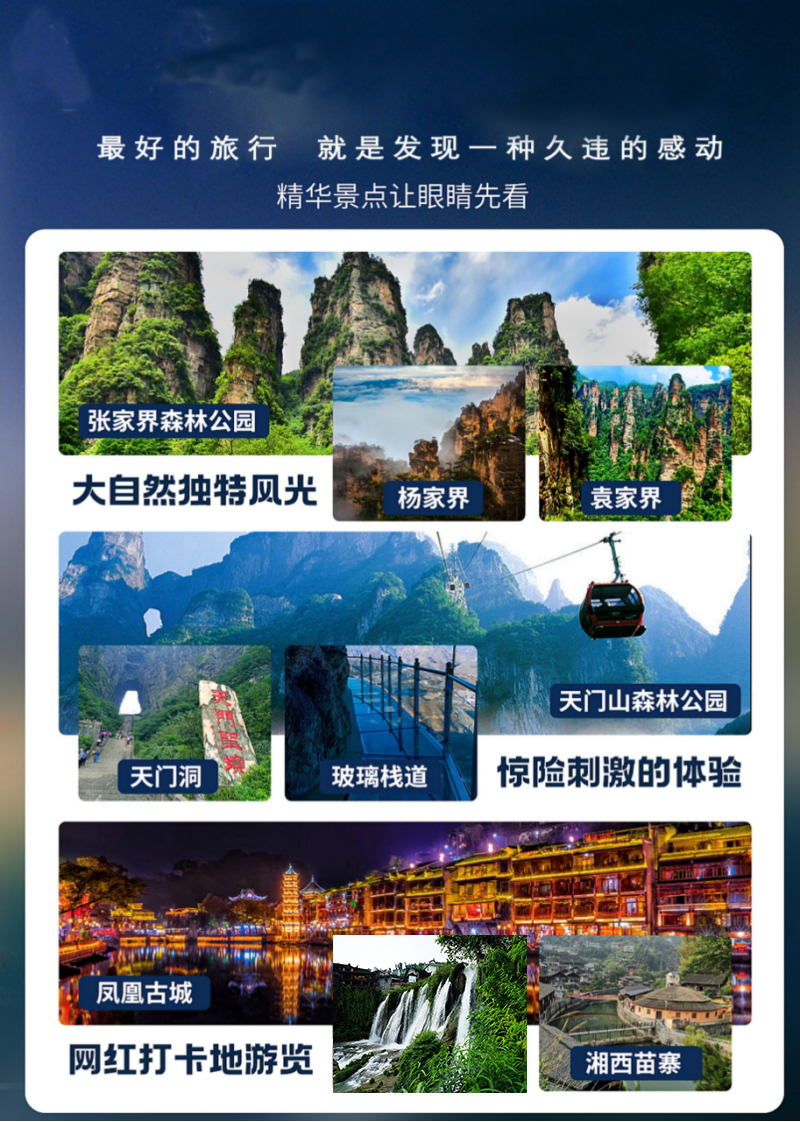 最好的旅行 就是发现一种久违的感动
精华景点让眼睛先看
张家界森林公园
大自然独特风光
杨家界
袁家界
天门山森林公园
天門聖境
天门洞
玻璃栈道
惊险刺激的体验
凤凰古城
网红打卡地游览
湘西苗寨